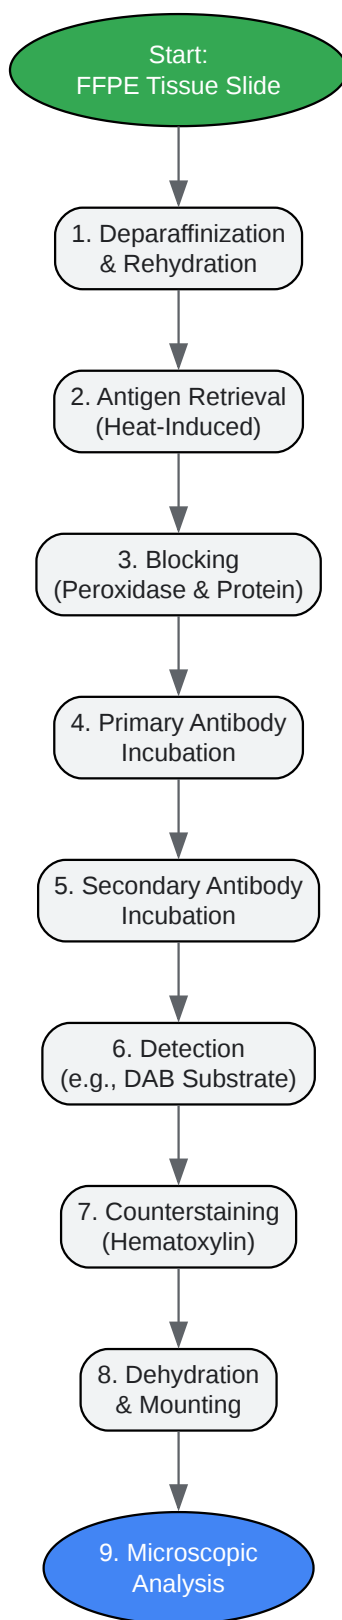 Start:
FFPE Tissue Slide
1. Deparaffinization
& Rehydration
2. Antigen Retrieval
(Heat-Induced)
3. Blocking
(Peroxidase & Protein)
4. Primary Antibody
Incubation
5. Secondary Antibody
Incubation
6. Detection
(e.g., DAB Substrate)
7. Counterstaining
(Hematoxylin)
8. Dehydration
& Mounting
9. Microscopic
Analysis